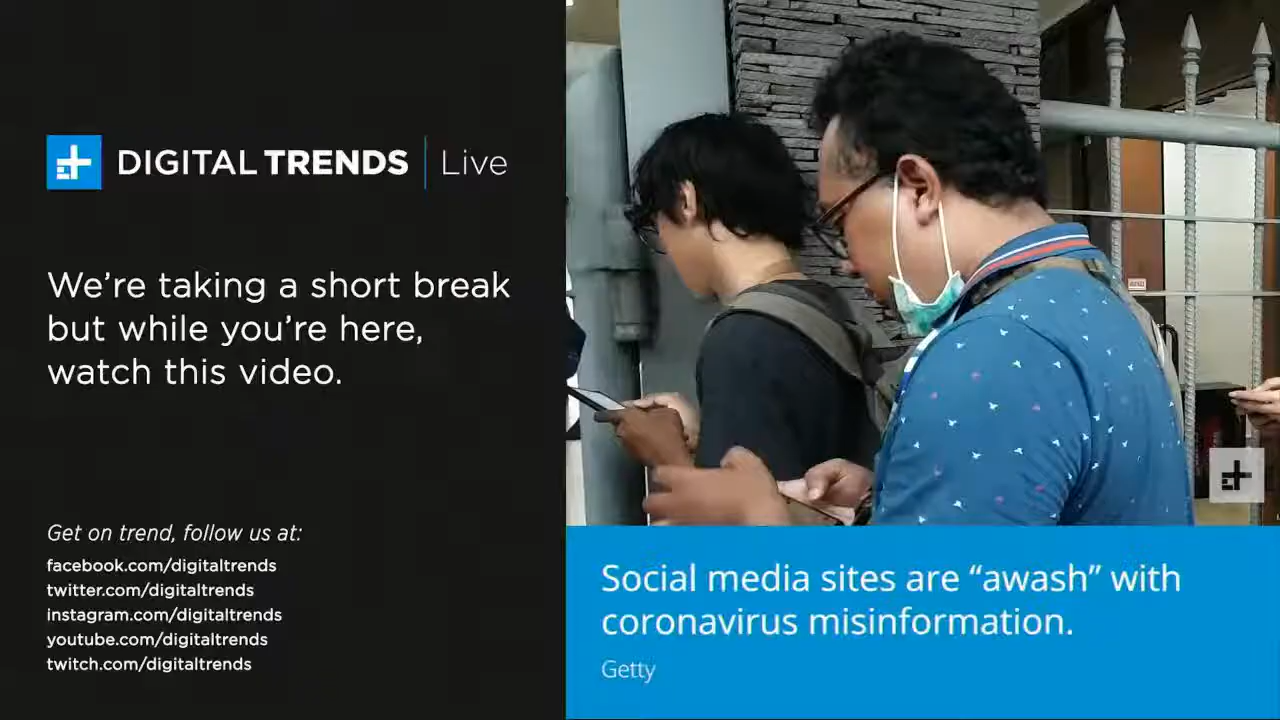 DIGITAL TRENDS Live
We’re taking a short break
but while you’re here,
watch this video.
Get on trend, follow us at:
facebook.com/digitaltrends
twitter.com/digitaltrends
instagram.com/digitaltrends
youtube.com/digitaltrends
twitch.com/digitaltrends
Social media sites are “awash” with
coronavirus misinformation.
Getty